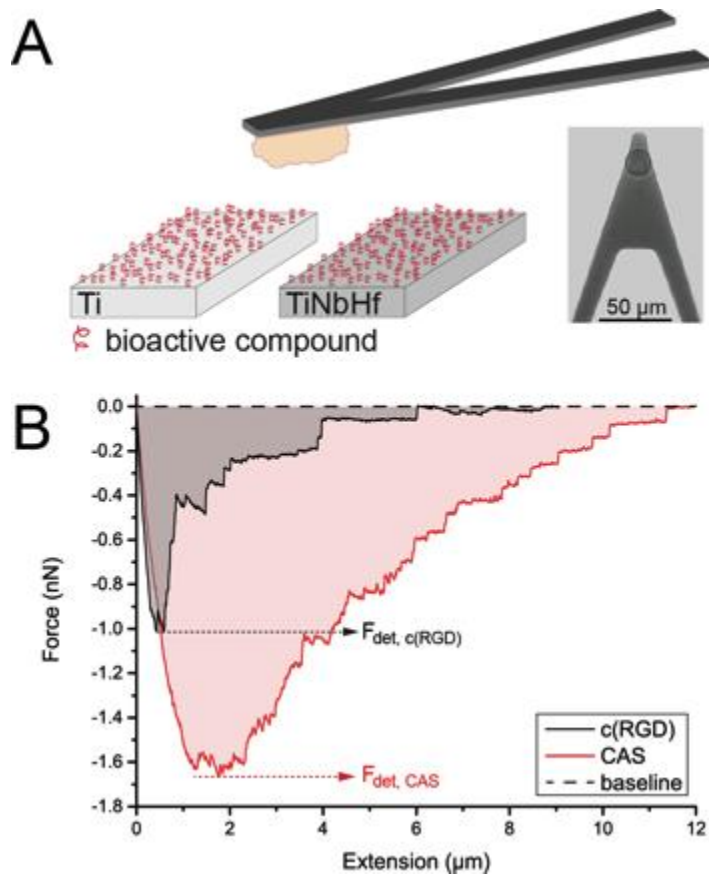 A
Ti
TiNbHf
bioactive compound
50 µm
B
0.0
-0.2
-0.4
-0.6
-0.8
-1.0
-1.2
-1.4
-1.6
-1.8
Force (nN)
F det, c(RGD)
F det, CAS
c(RGD)
CAS
baseline
0 2 4 6 8 10 12
Extension (µm)